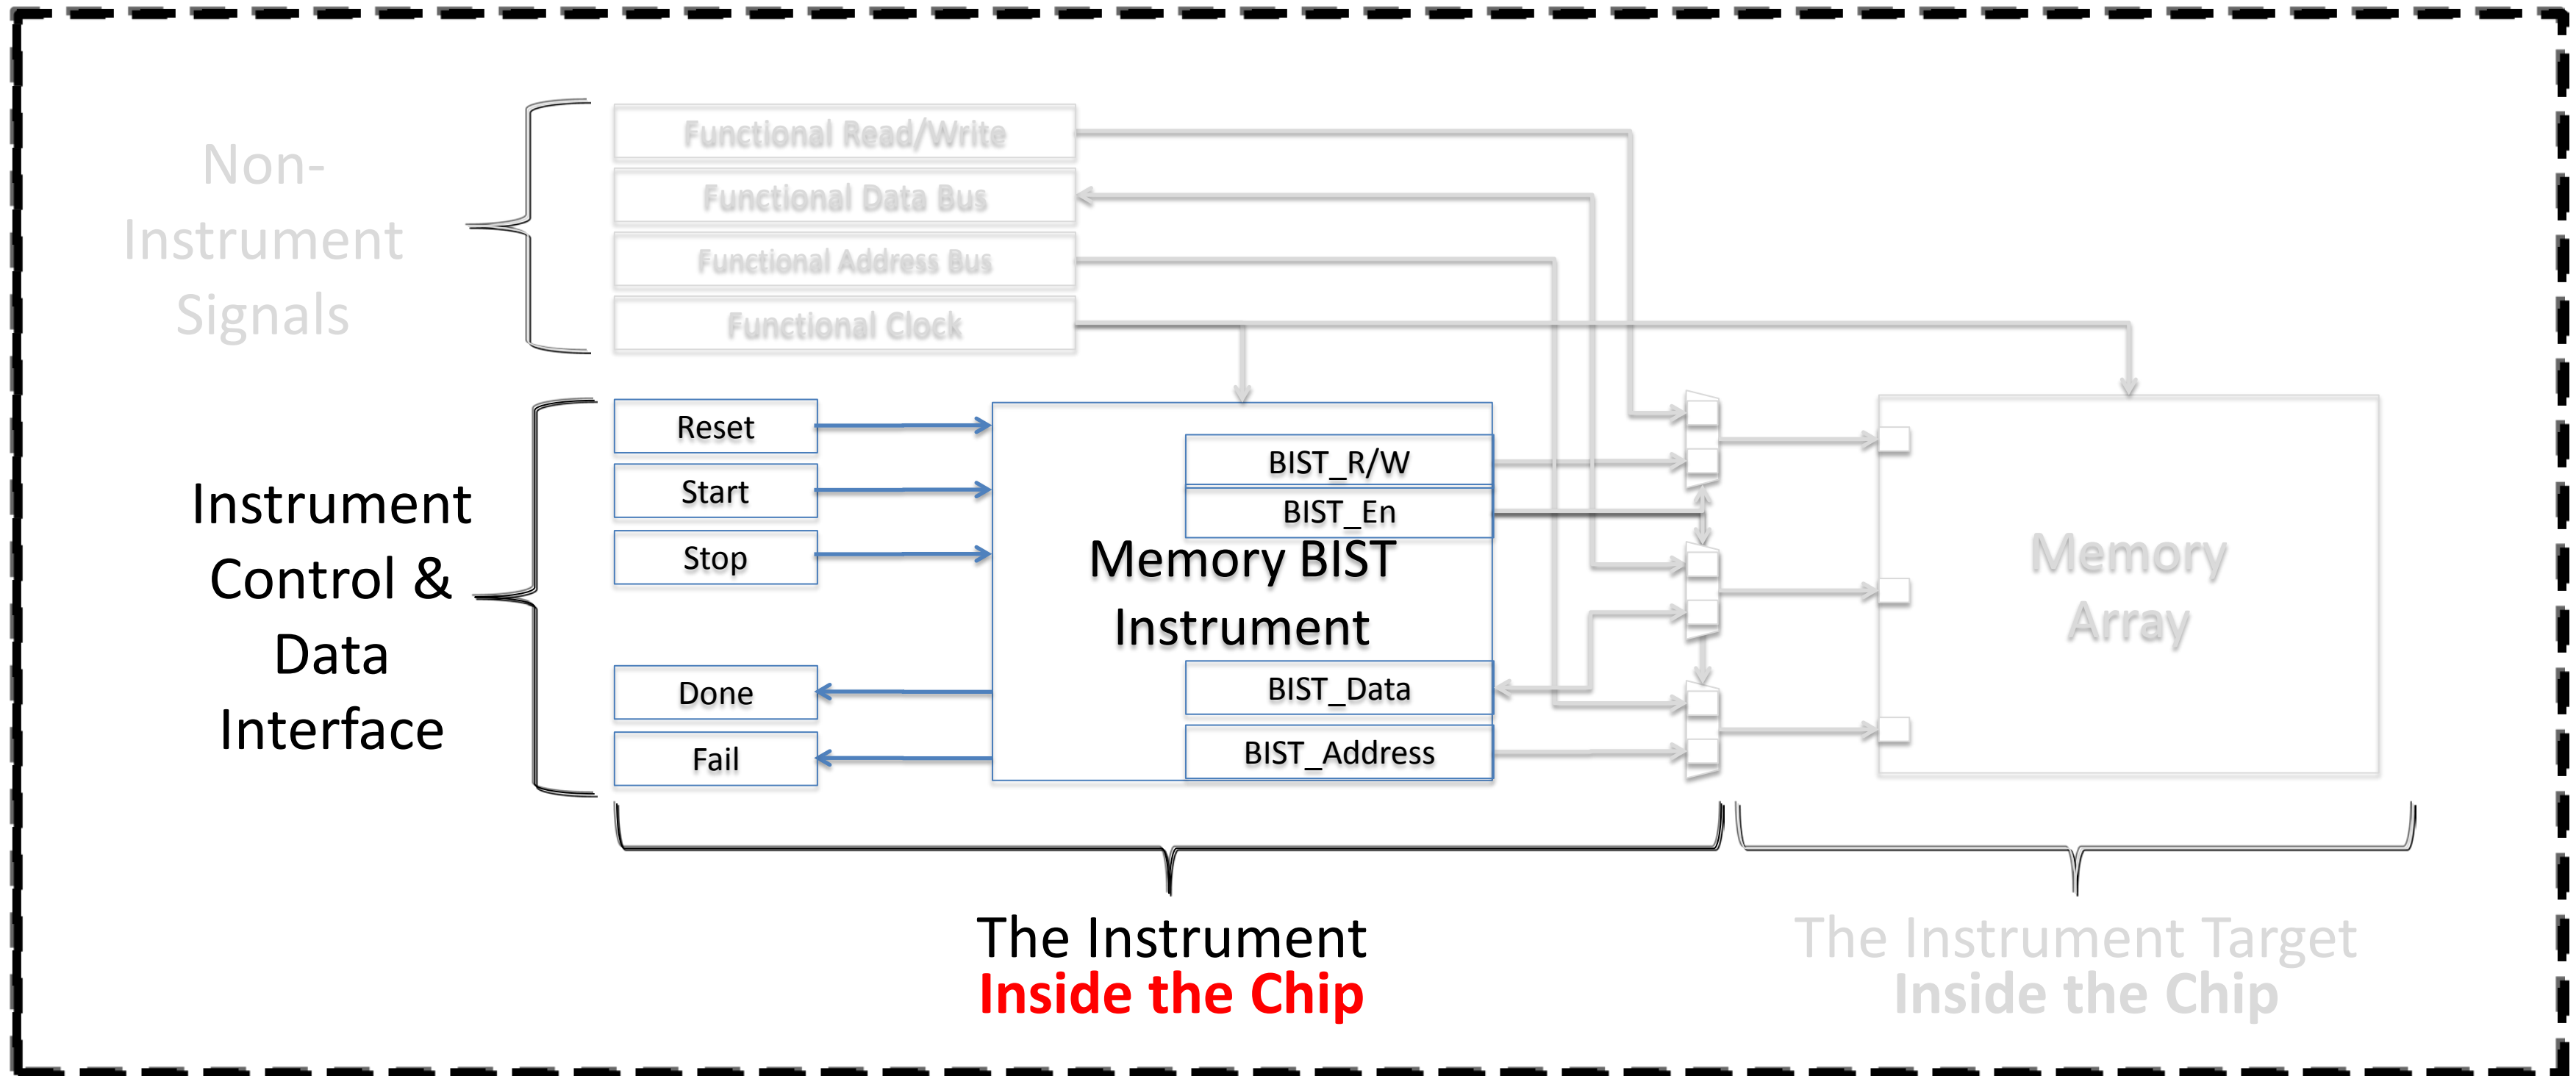 Non-
Instrument
Signals
Functional Read/Write
Functional Data Bus
Functional Address Bus
Functional Clock
Instrument
Control &
Data
Interface
Reset
Start
Stop
Done
Fail
BIST_R/W
BIST_En
Memory BIST
Instrument
BIST_Data
BIST_Address
Memory
Array
The Instrument
Inside the Chip
The Instrument Target
Inside the Chip